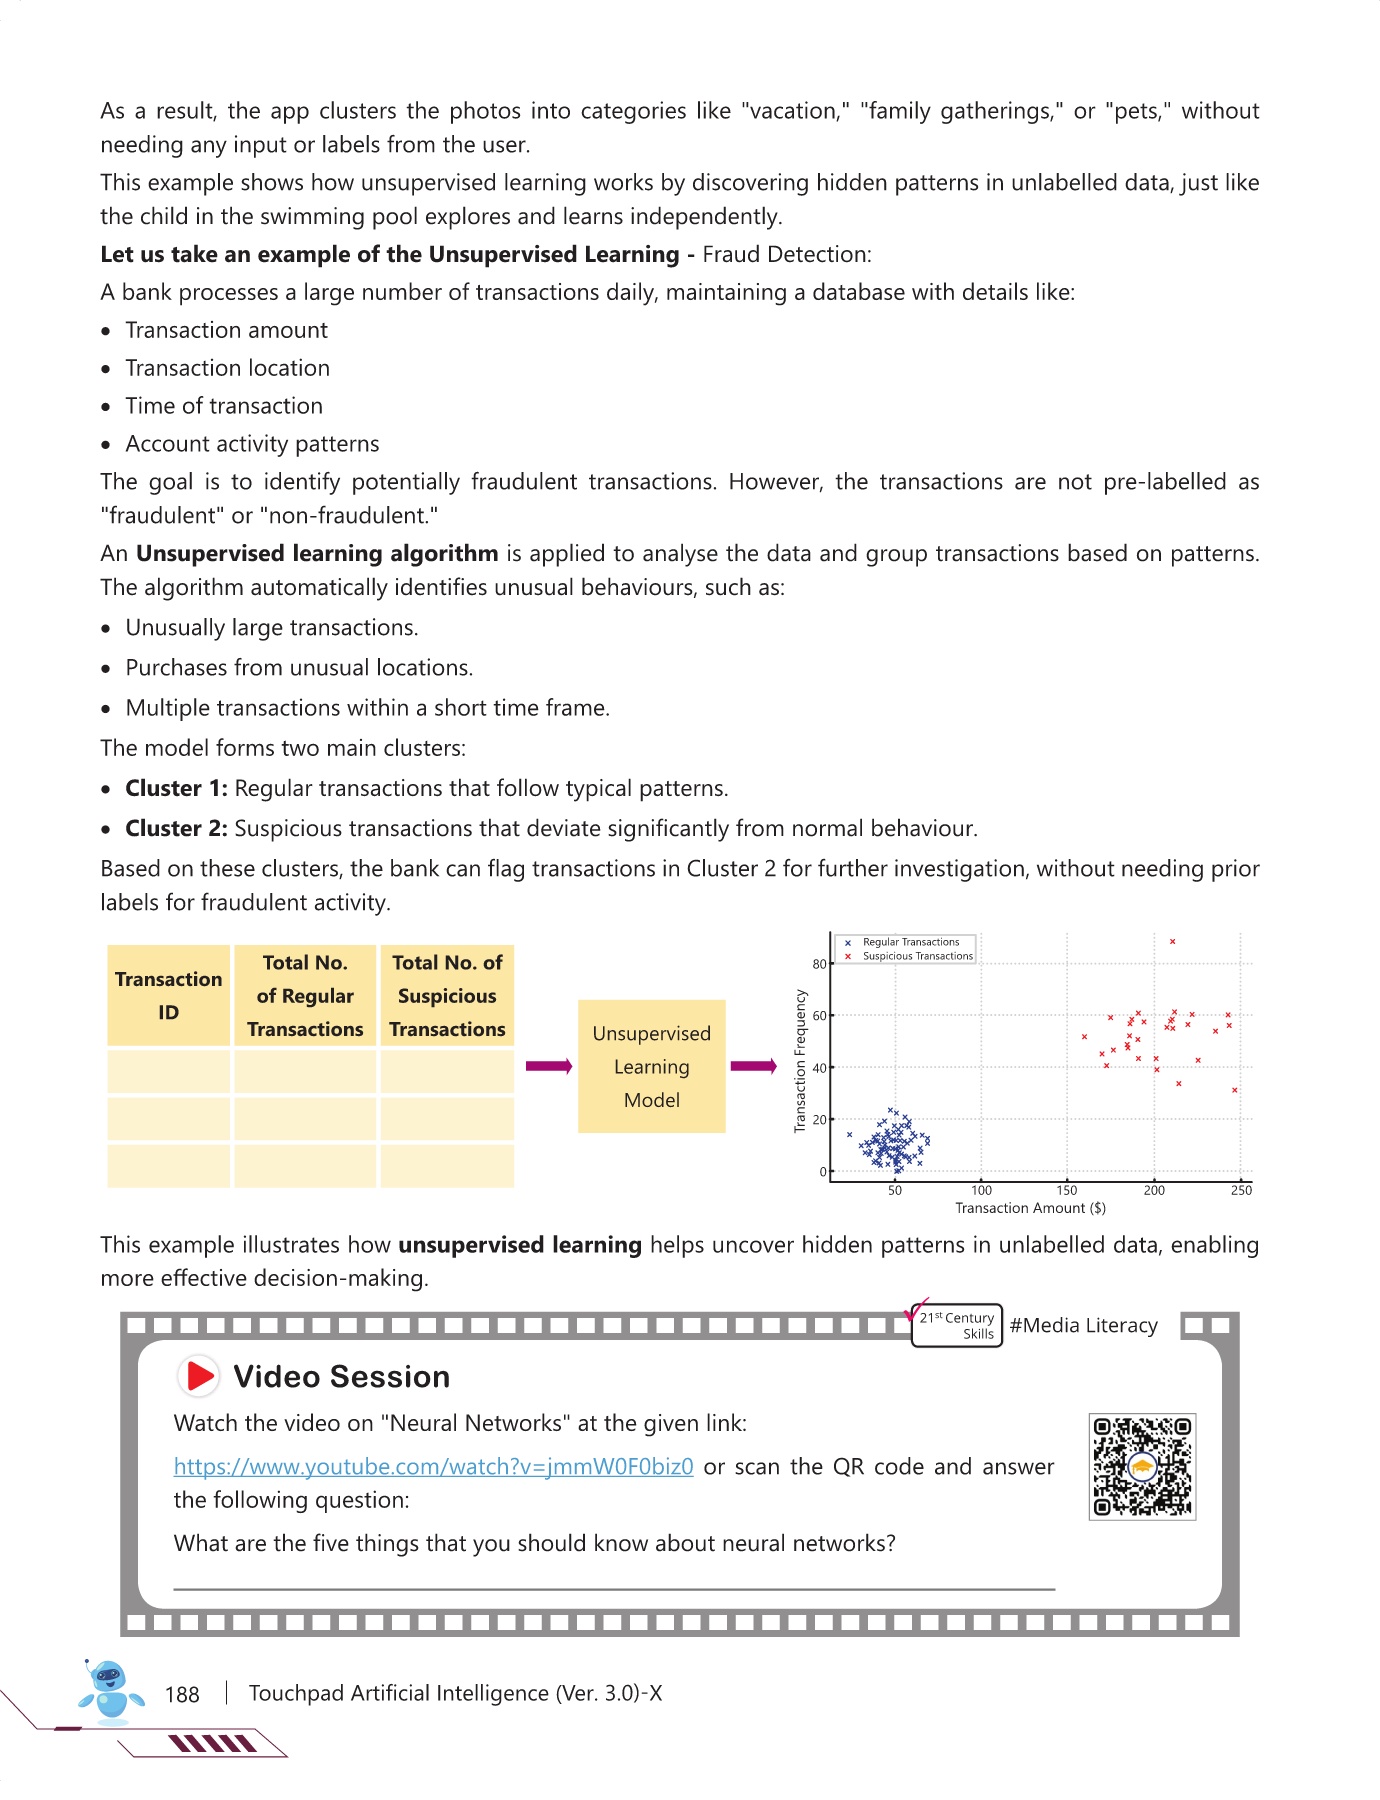 As a result, the app clusters the photos into categories like "vacation," "family gatherings," or "pets," without
needing any input or labels from the user.
This example shows how unsupervised learning works by discovering hidden patterns in unlabelled data, just like
the child in the swimming pool explores and learns independently.
Let us take an example of the Unsupervised Learning - Fraud Detection:
A bank processes a large number of transactions daily, maintaining a database with details like:
• Transaction amount
• Transaction location
• Time of transaction
• Account activity patterns
The goal is to identify potentially fraudulent transactions. However, the transactions are not pre-labelled as
"fraudulent" or "non-fraudulent."
An Unsupervised learning algorithm is applied to analyse the data and group transactions based on patterns.
The algorithm automatically identifies unusual behaviours, such as:
• Unusually large transactions.
• Purchases from unusual locations.
• Multiple transactions within a short time frame.
The model forms two main clusters:
• Cluster 1: Regular transactions that follow typical patterns.
• Cluster 2: Suspicious transactions that deviate significantly from normal behaviour.
Based on these clusters, the bank can flag transactions in Cluster 2 for further investigation, without needing prior
labels for fraudulent activity.
Transaction
ID
Total No.
of Regular
Transactions
Total No. of
Suspicious
Transactions
Unsupervised
Learning
Model
Regular Transactions
Suspicious Transactions
Transaction Frequency
80
60
40
20
0
50 100 150 200 250
Transaction Amount ($)
This example illustrates how unsupervised learning helps uncover hidden patterns in unlabelled data, enabling
more effective decision-making.
21st Century
Skills
#Media Literacy
Video Session
Watch the video on "Neural Networks" at the given link:
https://www.youtube.com/watch?v=jmmW0F0biz0 or scan the QR code and answer
the following question:
What are the five things that you should know about neural networks?
188 | Touchpad Artificial Intelligence (Ver. 3.0)-X